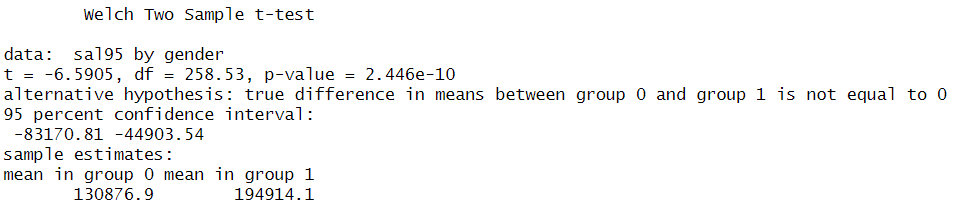 Welch Two Sample t-test
data:  sal95 by gender
t = -6.5905, df = 258.53, p-value = 2.446e-10
alternative hypothesis: true difference in means between group 0 and group 1 is not equal to 0
95 percent confidence interval:
 -83170.81 -44903.54
sample estimates:
mean in group 0 mean in group 1
       130876.9        194914.1